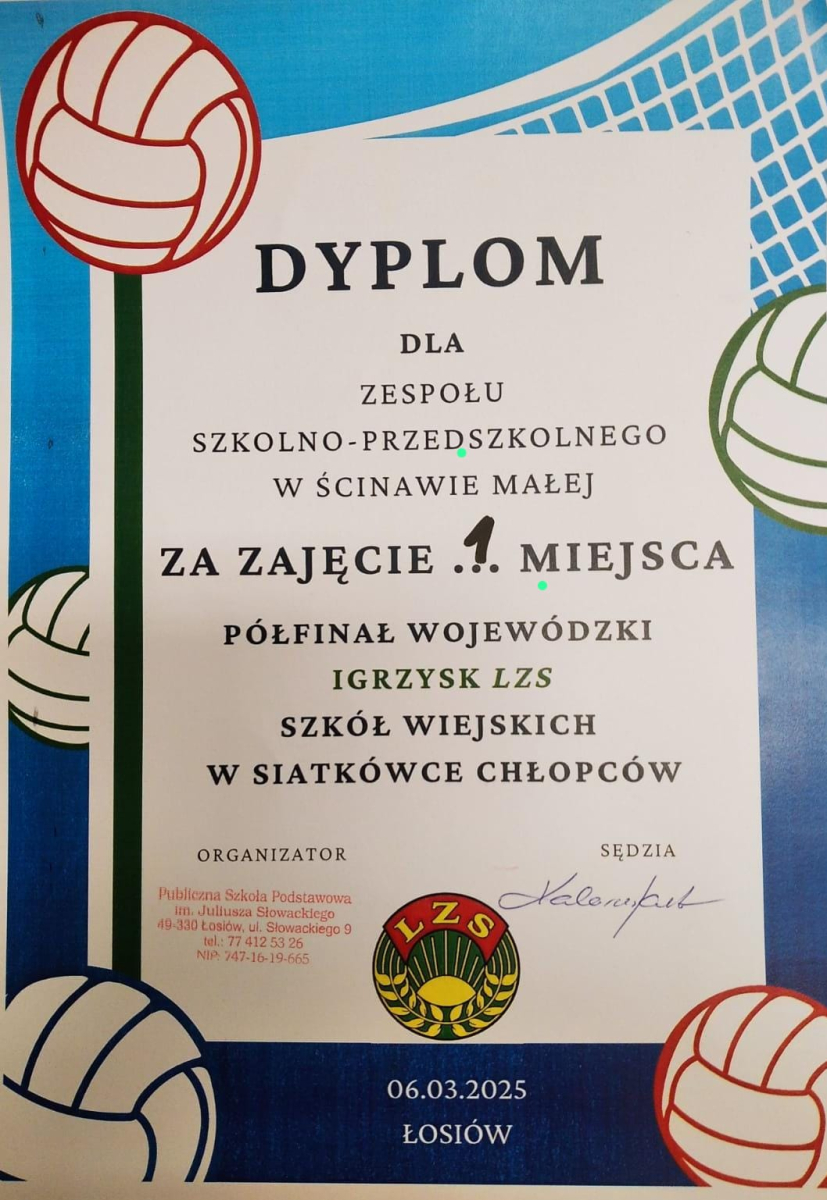 DYPLOM
DLA
ZESPOŁU
SZKOLNO-PRZEDSZKOLNEGO
W ŚCINAWIE MAŁEJ
ZA ZAJĘCIE .1. MIEJSCA
PÓŁFINAŁ WOJEWÓDZKI
IGRZYSK LZS
SZKÓŁ WIEJSKICH
W SIATKÓWCE CHŁOPCÓW
ORGANIZATOR
SĘDZIA
Publiczna Szkoła Podstawowa
im. Juliusza Słowackiego
49-330 Łosiów, ul. Słowackiego 9
tel.: 77 412 53 26
NIP: 747-16-19-665
LZS
06.03.2025
ŁOSIÓW